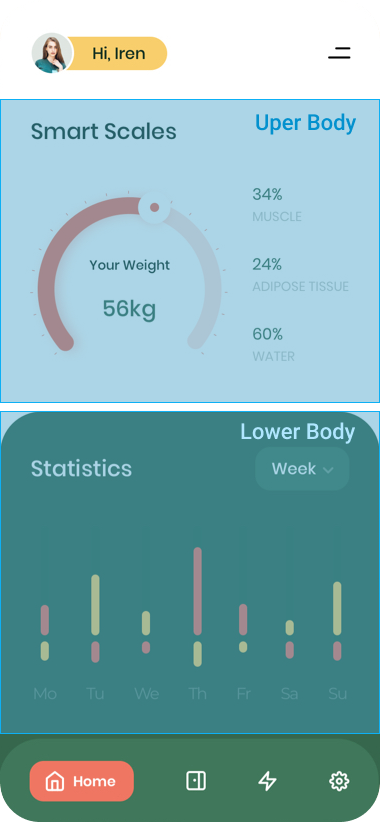 Hi, Iren
Uper Body
Smart Scales
34%
MUSCLE
Your Weight
24%
56kg
ADIPOSE TISSUE
60%
WATER
Lower Body
Statistics
Week
Mo Tu We Th Fr Sa Su
Home